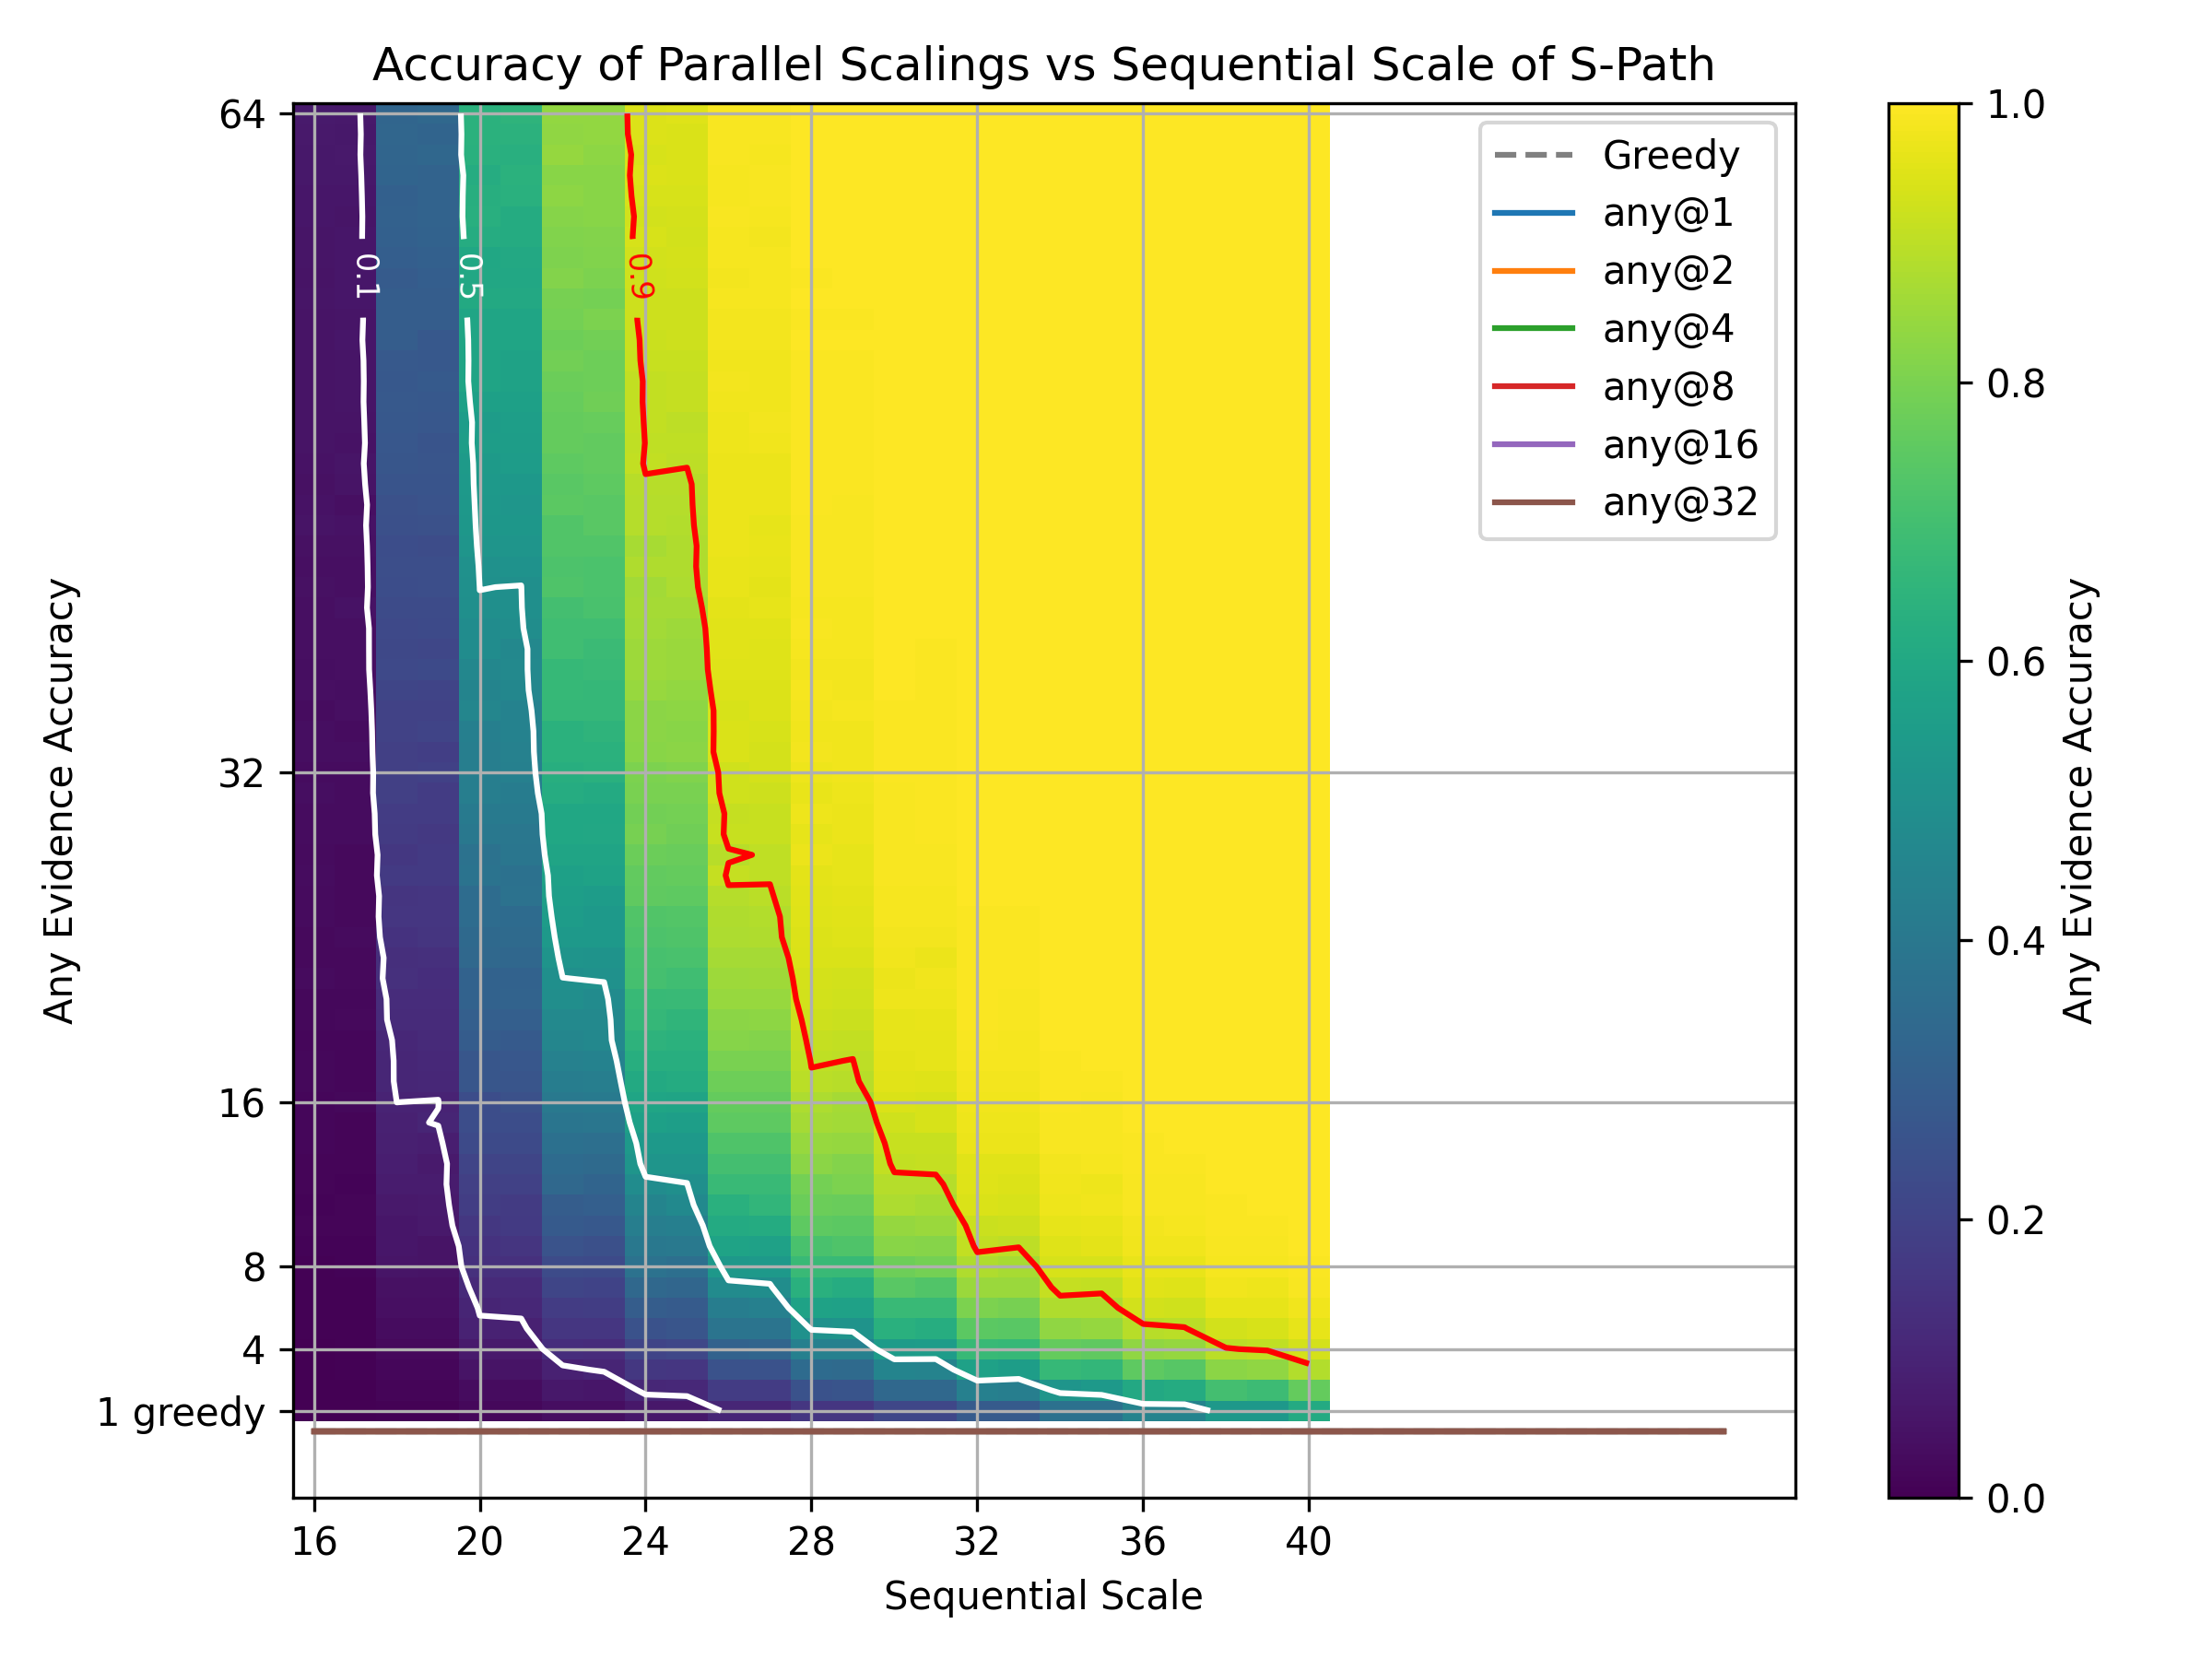 Accuracy of Parallel Scalings vs Sequential Scale of S-Path
64
32
16
8
4
1 greedy
Any Evidence Accuracy
0.1
0.5
0.9
Greedy
any@1
any@2
any@4
any@8
any@16
any@32
16 20 24 28 32 36 40
Sequential Scale
1.0
0.8
0.6
0.4
0.2
0.0
Any Evidence Accuracy